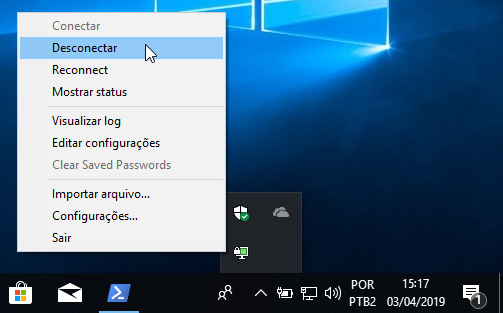 Conectar
Desconectar
Reconnect
Mostrar status
Visualizar log
Editar configurações
Clear Saved Passwords
Importar arquivo...
Configurações...
Sair
POR
PTB2
15:17
03/04/2019
1